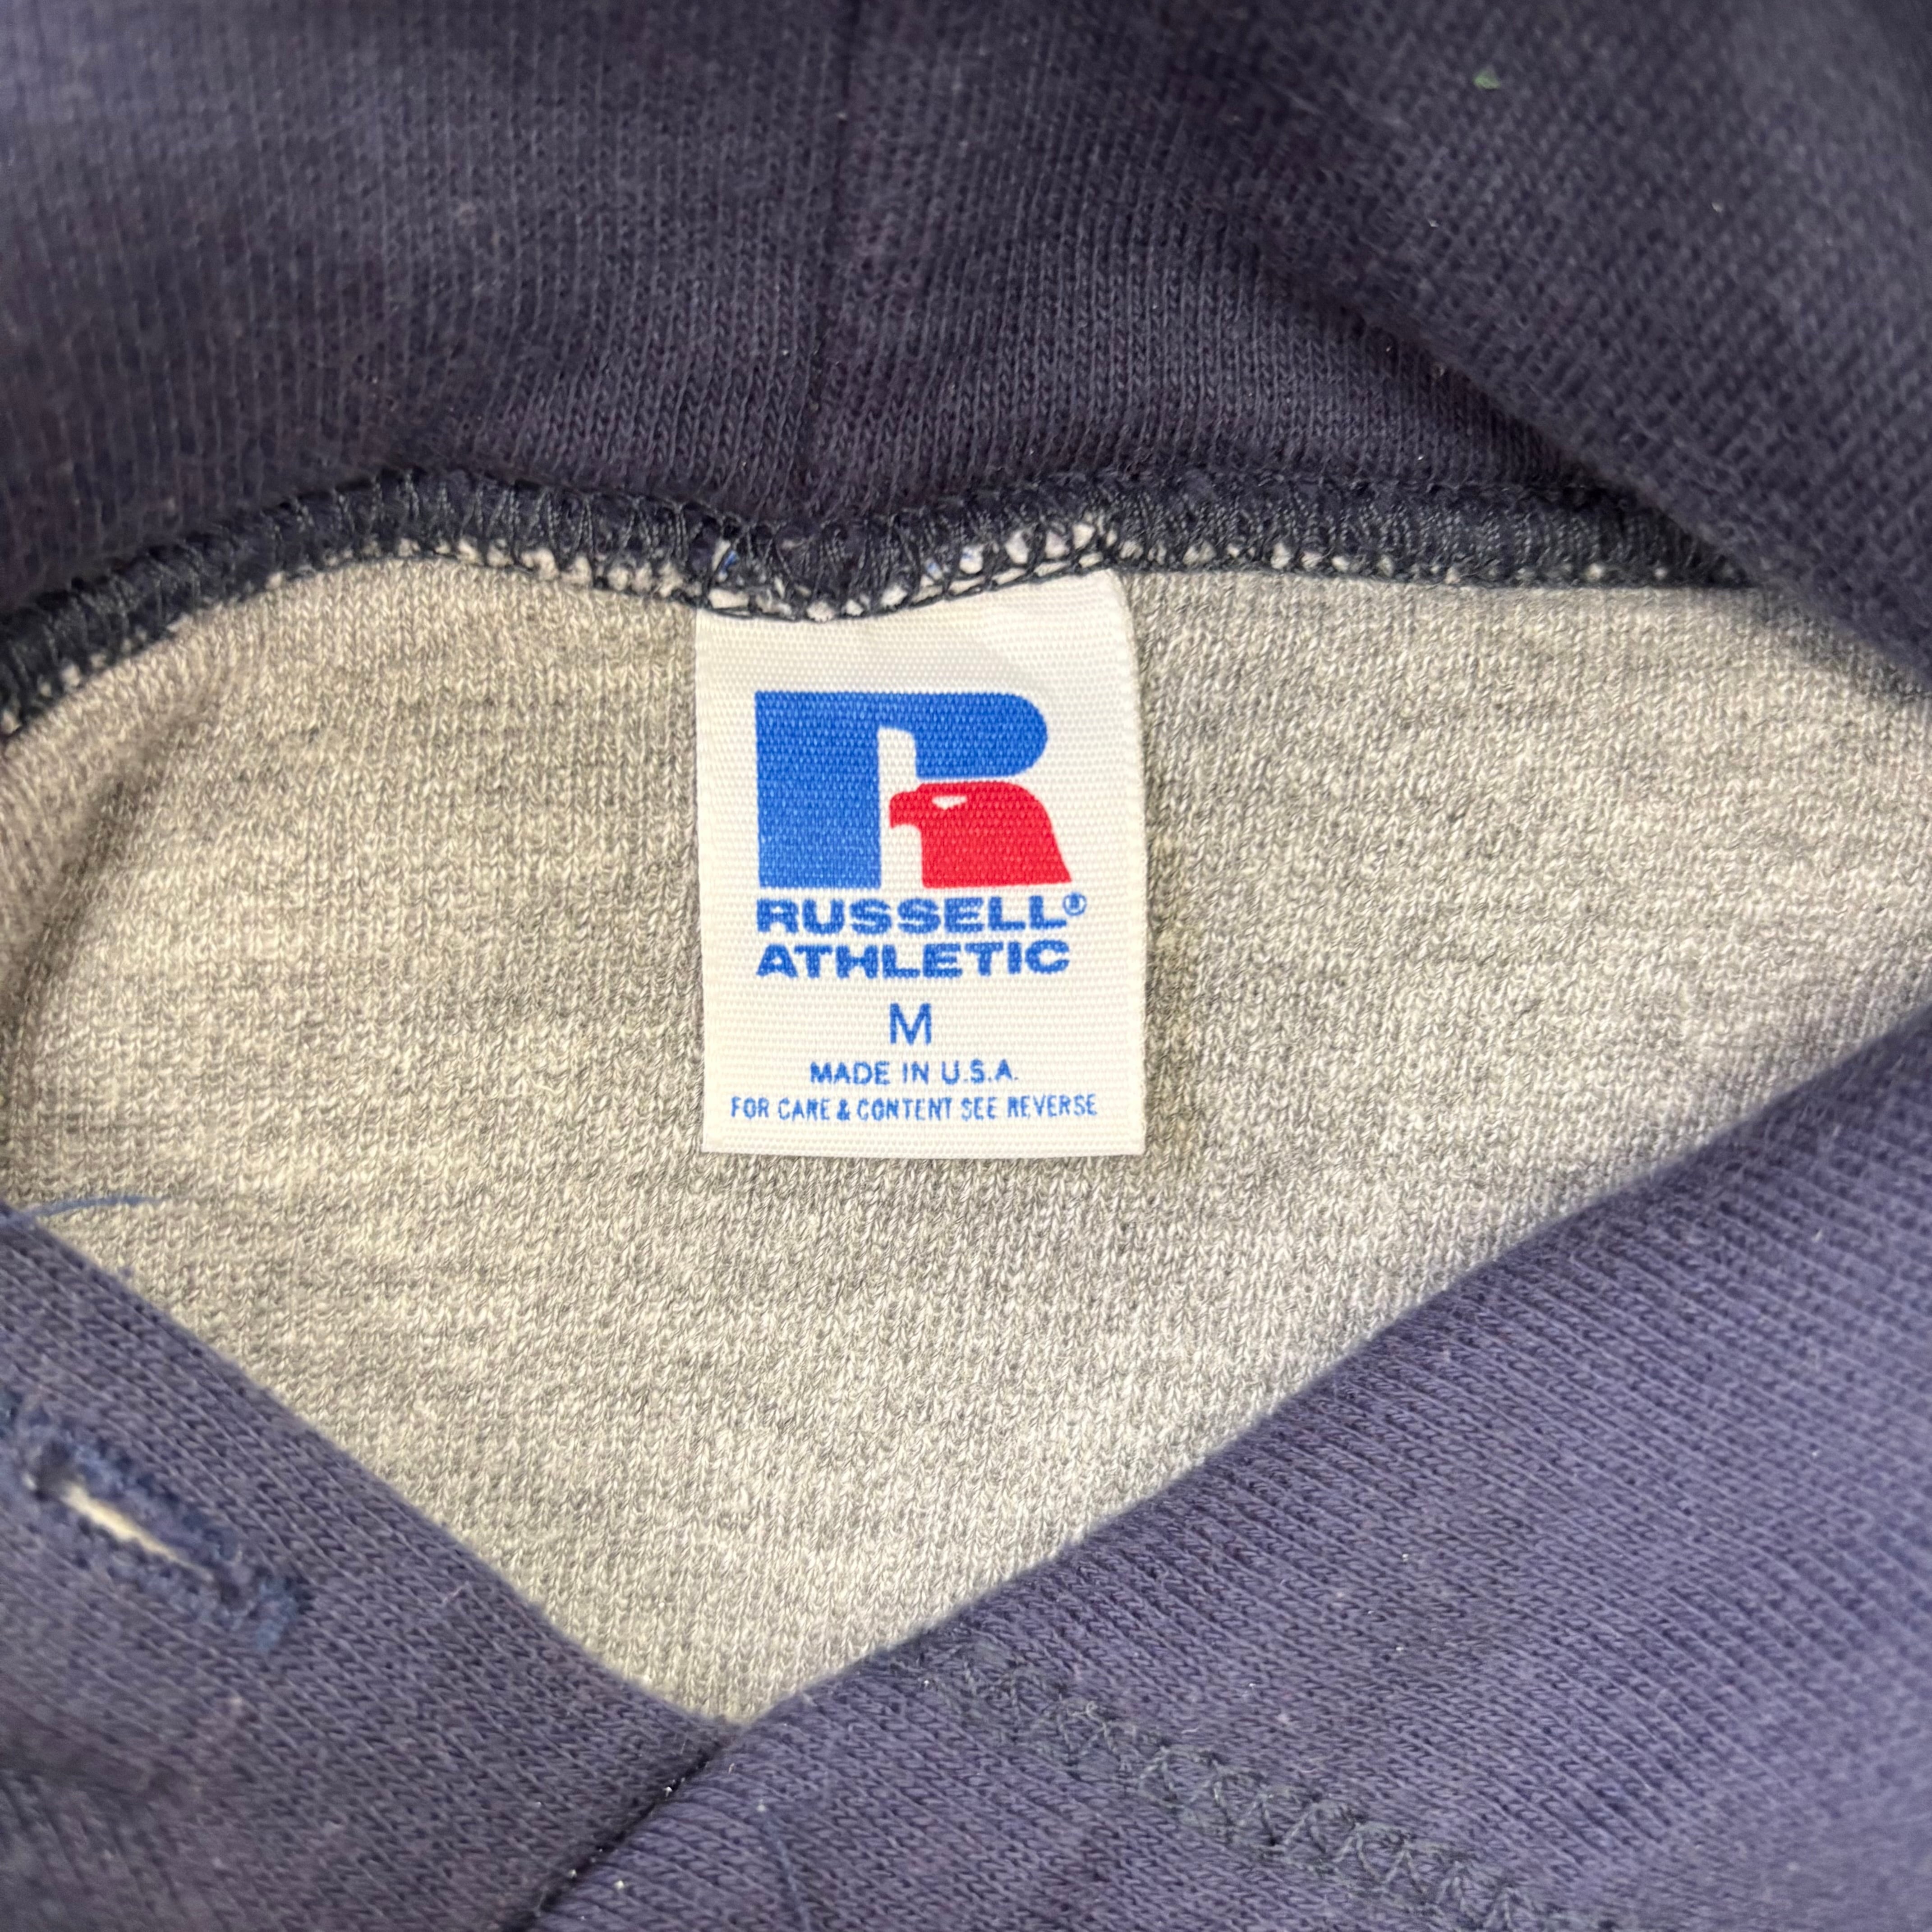 RUSSELL®
ATHLETIC
M
MADE IN U.S.A.
FOR CARE & CONTENT SEE REVERSE